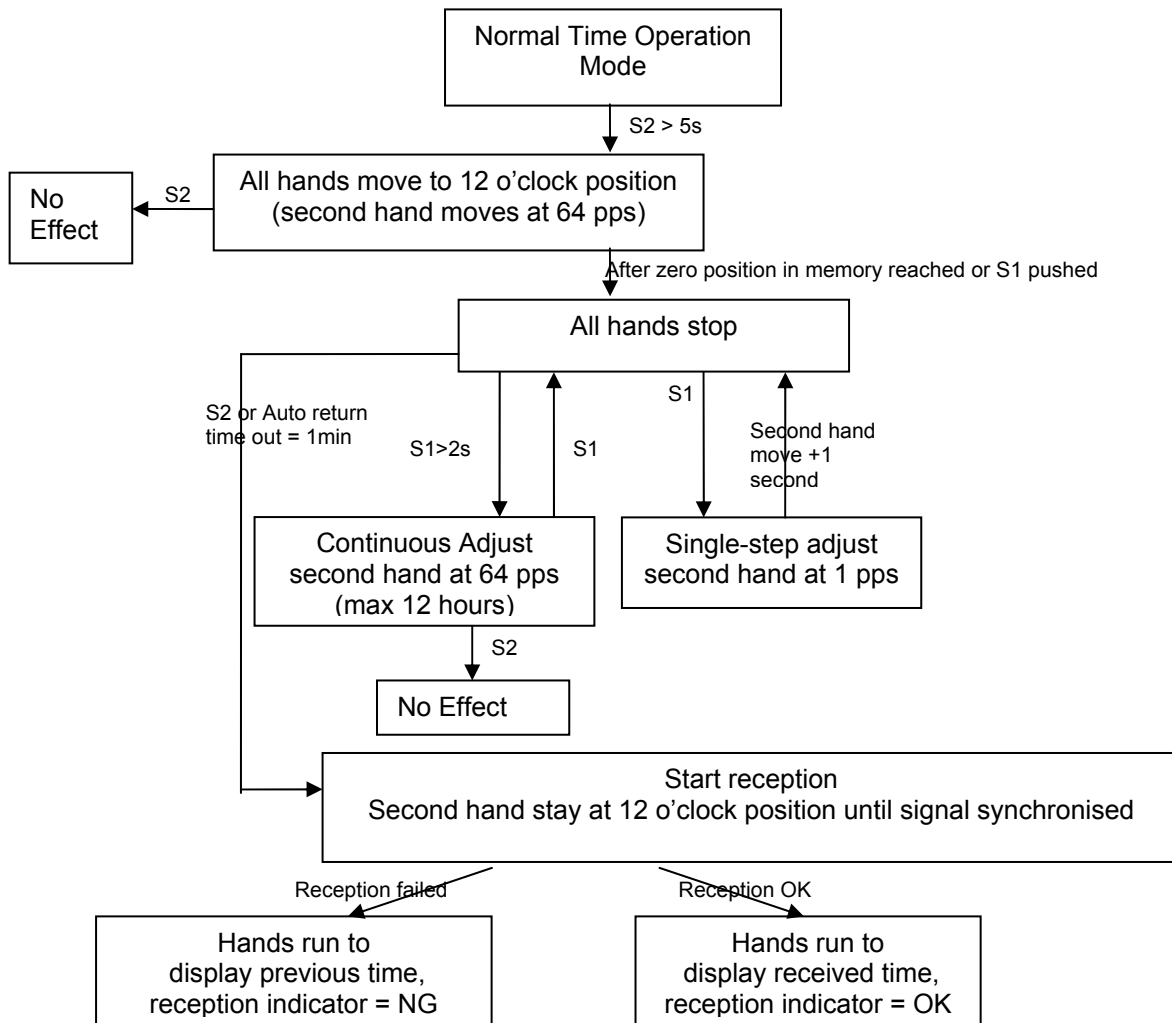 Normal Time Operation
Mode
S2 > 5s
All hands move to 12 o’clock position
(second hand moves at 64 pps)
S2
No
Effect
After zero position in memory reached or S1 pushed
All hands stop
S2 or Auto return
time out = 1min
S1>2s
S1
S1
Second hand
move +1
second
Continuous Adjust
second hand at 64 pps
(max 12 hours)
Single-step adjust
second hand at 1 pps
S2
No Effect
Start reception
Second hand stay at 12 o’clock position until signal synchronised
Reception failed
Reception OK
Hands run to
display previous time,
reception indicator = NG
Hands run to
display received time,
reception indicator = OK